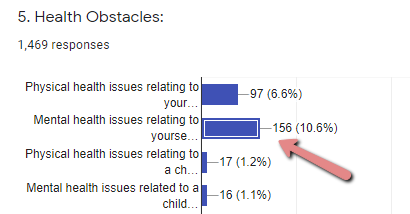 5. Health Obstacles:
1,469 responses
Physical health issues relating to
your…
97 (6.6%)
Mental health issues relating to
yourse…
156 (10.6%)
Physical health issues relating to
a ch…
17 (1.2%)
Mental health issues related to a
child…
16 (1.1%)